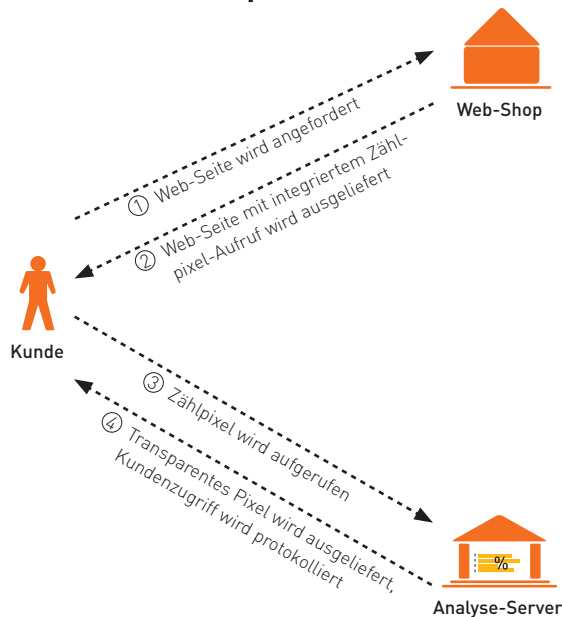 Web-Shop
① Web-Seite wird angefordert
② Web-Seite mit integriertem Zähl-
pixel-Aufruf wird ausgeliefert
Kunde
③ Zählpixel wird aufgerufen
④ Transparentes Pixel wird ausgeliefert,
Kundenzugriff wird protokolliert
%
Analyse-Server